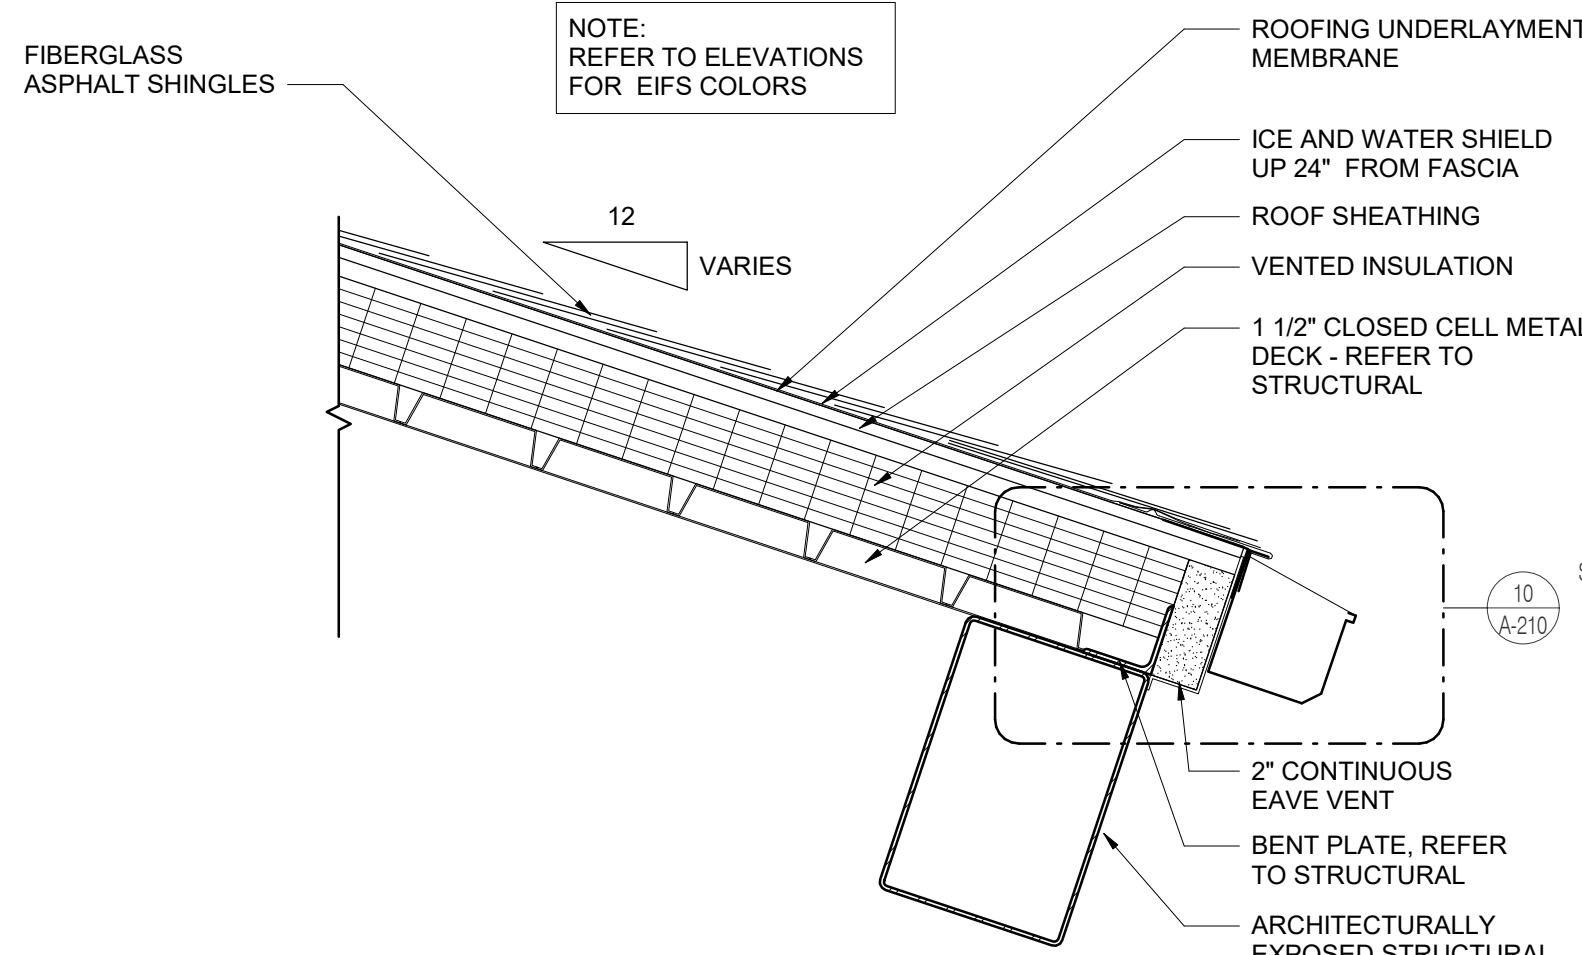 FIBERGLASS
ASPHALT SHINGLES
NOTE:
REFER TO ELEVATIONS
FOR EIFS COLORS
12
VARIES
ROOFING UNDERLAYMENT
MEMBRANE
ICE AND WATER SHIELD
UP 24" FROM FASCIA
ROOF SHEATHING
VENTED INSULATION
1 1/2" CLOSED CELL METAL
DECK - REFER TO
STRUCTURAL
10
A-210
2" CONTINUOUS
EAVE VENT
BENT PLATE, REFER
TO STRUCTURAL
ARCHITECTURALLY
EXPOSED STRUCTURAL